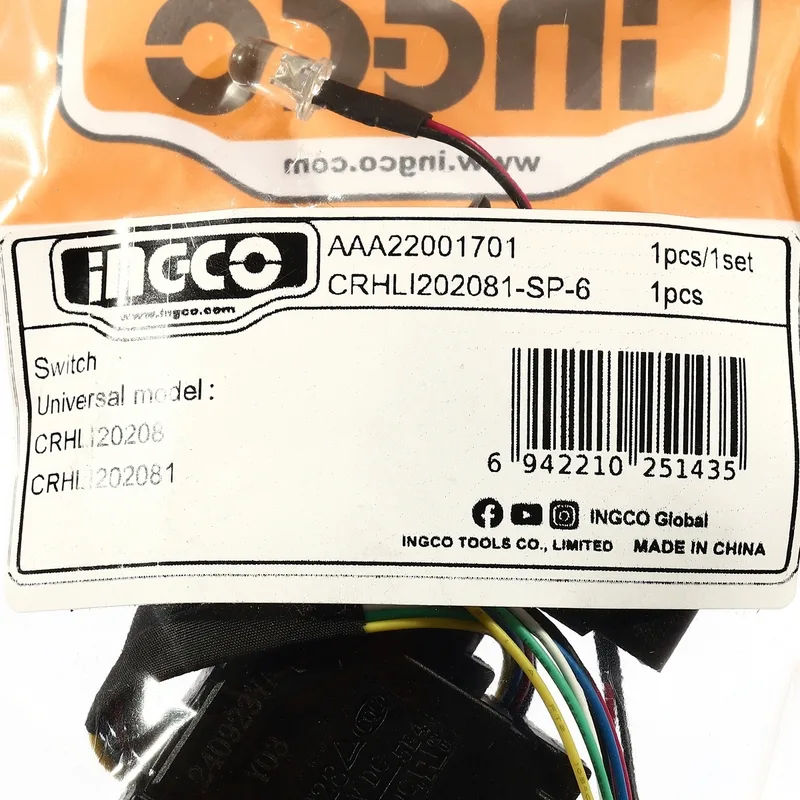 INGCO
www.ingco.com
INGCO
www.ingco.com
AAA22001701 1pcs/1set
CRHLI202081-SP-6 1pcs
Switch
Universal model:
CRHLI20208
CRHLI202081
6 942210 251435
INGCO Global
INGCO TOOLS CO., LIMITED MADE IN CHINA
Y08